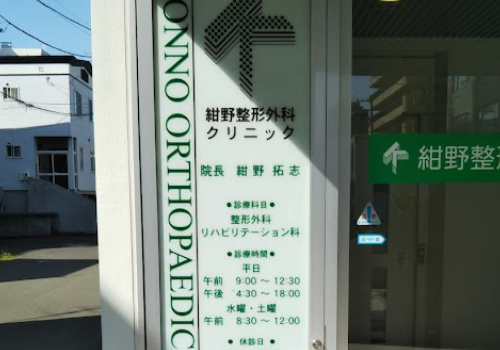 ONNO ORTHOPAEDIC
紺野整形外科
クリニック
院長 紺野拓志
●診療科目●
整形外科
リハビリテーション科
●診療時間●
平日
午前 9:00～12:30
午後 4:30～18:00
水曜・土曜
午前 8:30～12:00
●休診日●
紺野整形